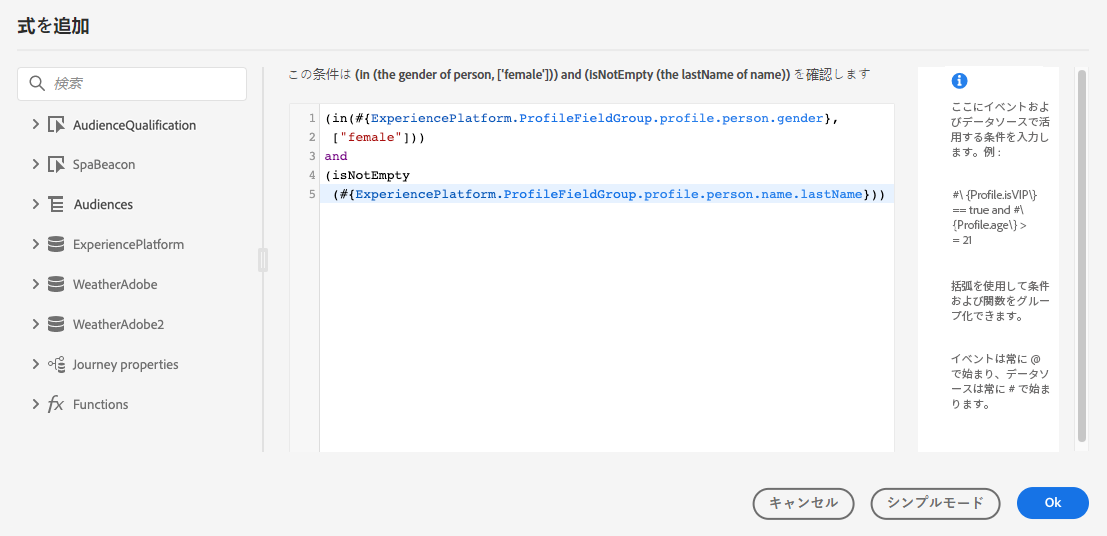 式を追加
検索
AudienceQualification
SpaBeacon
Audiences
ExperiencePlatform
WeatherAdobe
WeatherAdobe2
Journey properties
fx Functions
この条件は (in (the gender of person, ['female'])) and (isNotEmpty (the lastName of name)) を確認します
1 (in(#{ExperiencePlatform.ProfileFieldGroup.profile.person.gender},
2 ["female"]))
3 and
4 (isNotEmpty
5 (#{ExperiencePlatform.ProfileFieldGroup.profile.person.name.lastName}))
ここにイベントおよ
びデータソースで活
用する条件を入力し
ます。例 :
#\ {Profile.isVIP\}
== true and #\
{Profile.age\} >
= 21
括弧を使用して条件
および関数をグルー
プ化できます。
イベントは常に @
で始まり、データソ
ースは常に # で始ま
ります。
キャンセル
シンプルモード
Ok